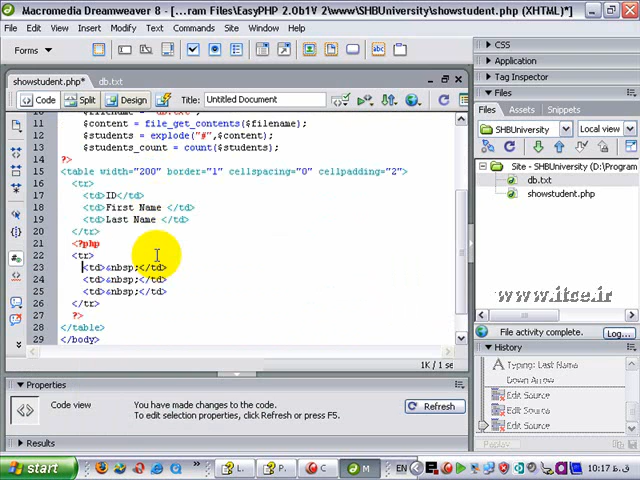 Macromedia Dreamweaver 8 - [...ram Files\EasyPHP 2.0b1\www\SHBUniversity\showstudent.php (XHTML)*]
File Edit View Insert Modify Text Commands Site Window Help
Forms
abc
showstudent.php* db.txt
Code Split Design Title: Untitled Document
11 $content = file_get_contents($filename);
12 $students = explode("#",$content);
13 $students_count = count($students);
14 ?>
15 <table width="200" border="1" cellspacing="0" cellpadding="2">
16 <tr>
17 <td>ID</td>
18 <td>First Name </td>
19 <td>Last Name </td>
20 </tr>
21 <?php
22 <tr>
23 <td>&nbsp;</td>
24 <td>&nbsp;</td>
25 <td>&nbsp;</td>
26 </tr>
27 ?>
28 </table>
29 </body>
1K / 1 se
Properties
Code view
You have made changes to the code.
To edit selection properties, click Refresh or press F5.
Refresh
Results
CSS
Application
Tag Inspector
Files
Files Assets Snippets
SHBUniversity Local view
Site - SHBUniversity (D:\Program
db.txt
showstudent.php
www.itce.ir
File activity complete. Log...
History
Typing: Last Name
Down Arrow
Edit Source
Edit Source
Edit Source
Replay
start
L.
P.
C
M
EN
10:17 ق.ظ